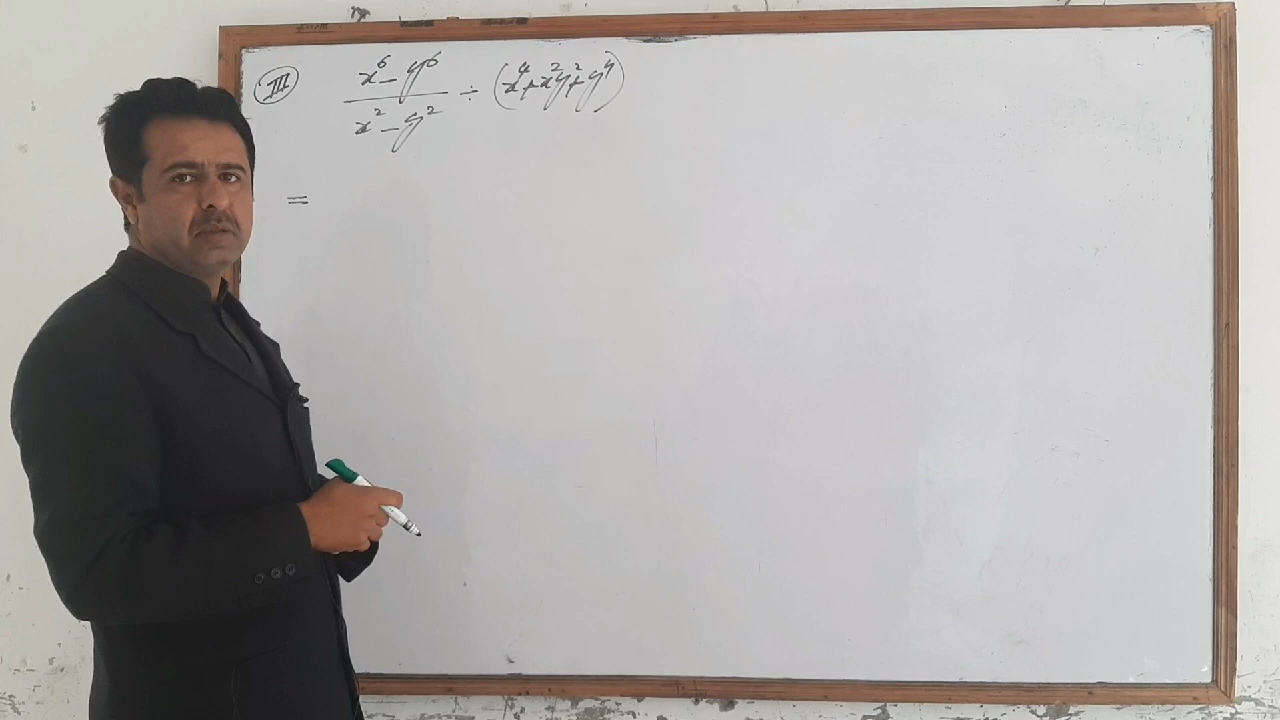 (III) x⁶ - y⁶ / x² - y² ÷ (x⁴ + x²y² + y⁴)
=